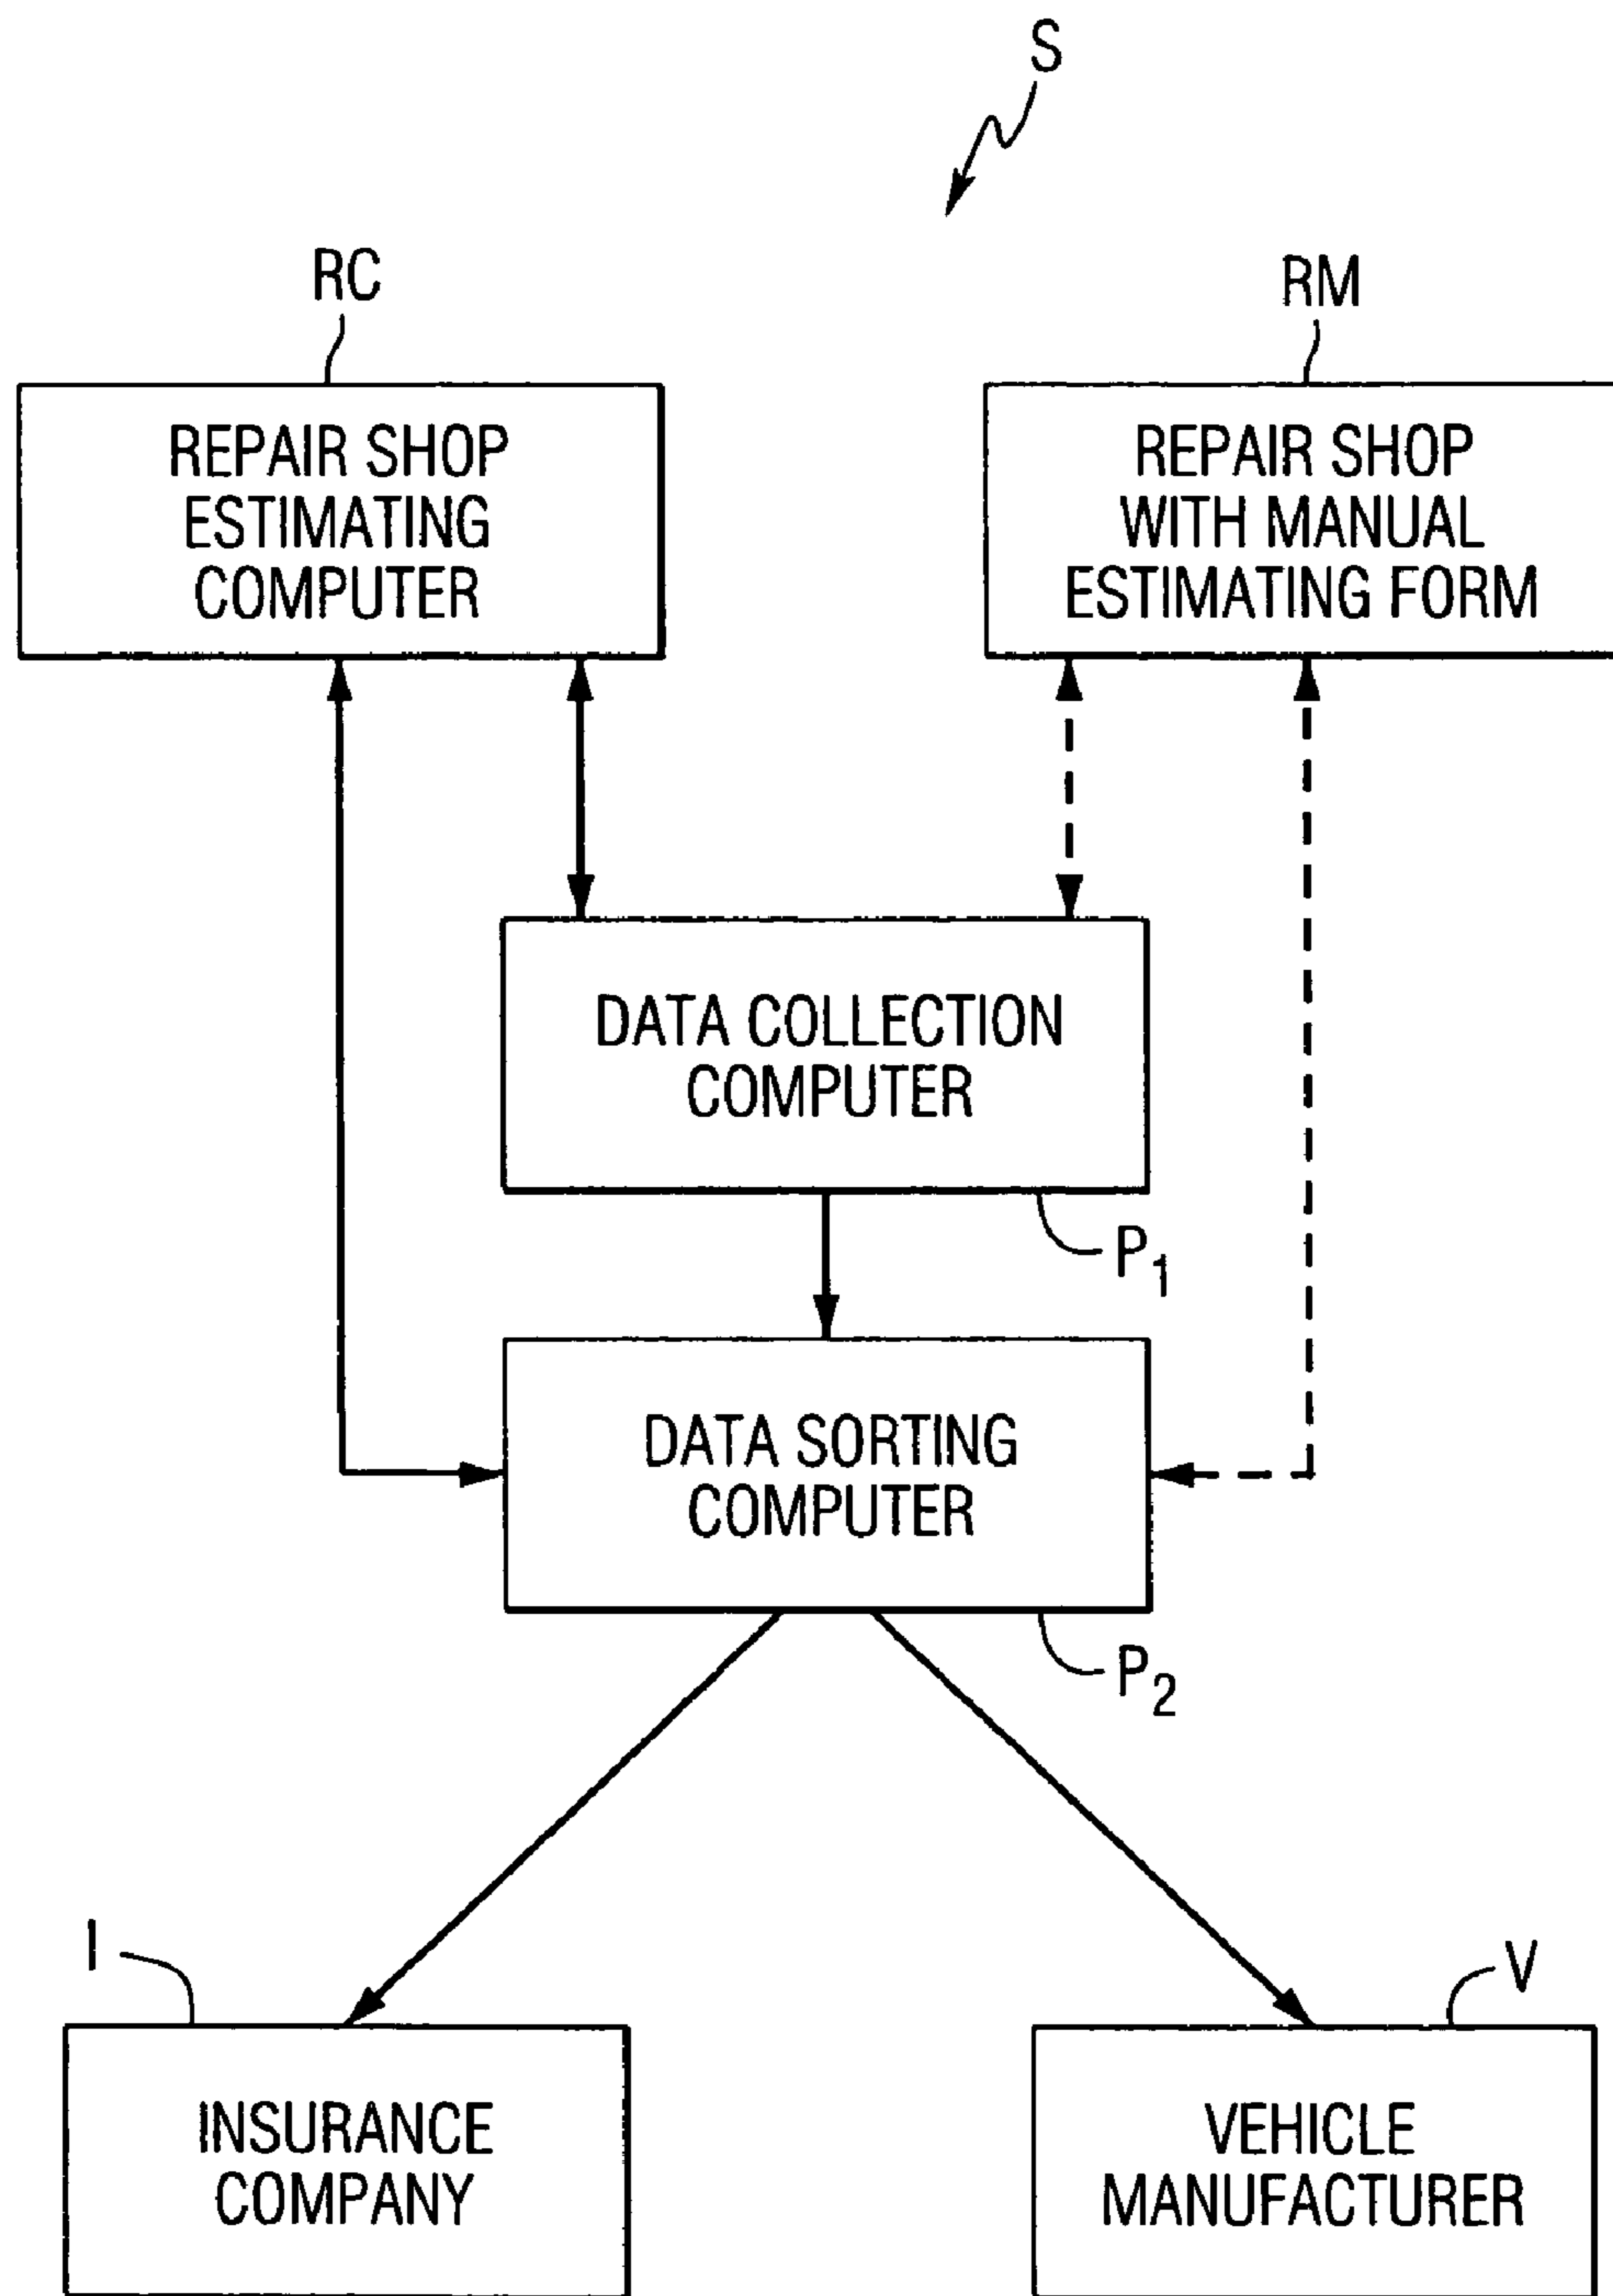 S
RC
RM
REPAIR SHOP
ESTIMATING
COMPUTER
REPAIR SHOP
WITH MANUAL
ESTIMATING FORM
DATA COLLECTION
COMPUTER
P1
DATA SORTING
COMPUTER
P2
I
V
INSURANCE
COMPANY
VEHICLE
MANUFACTURER